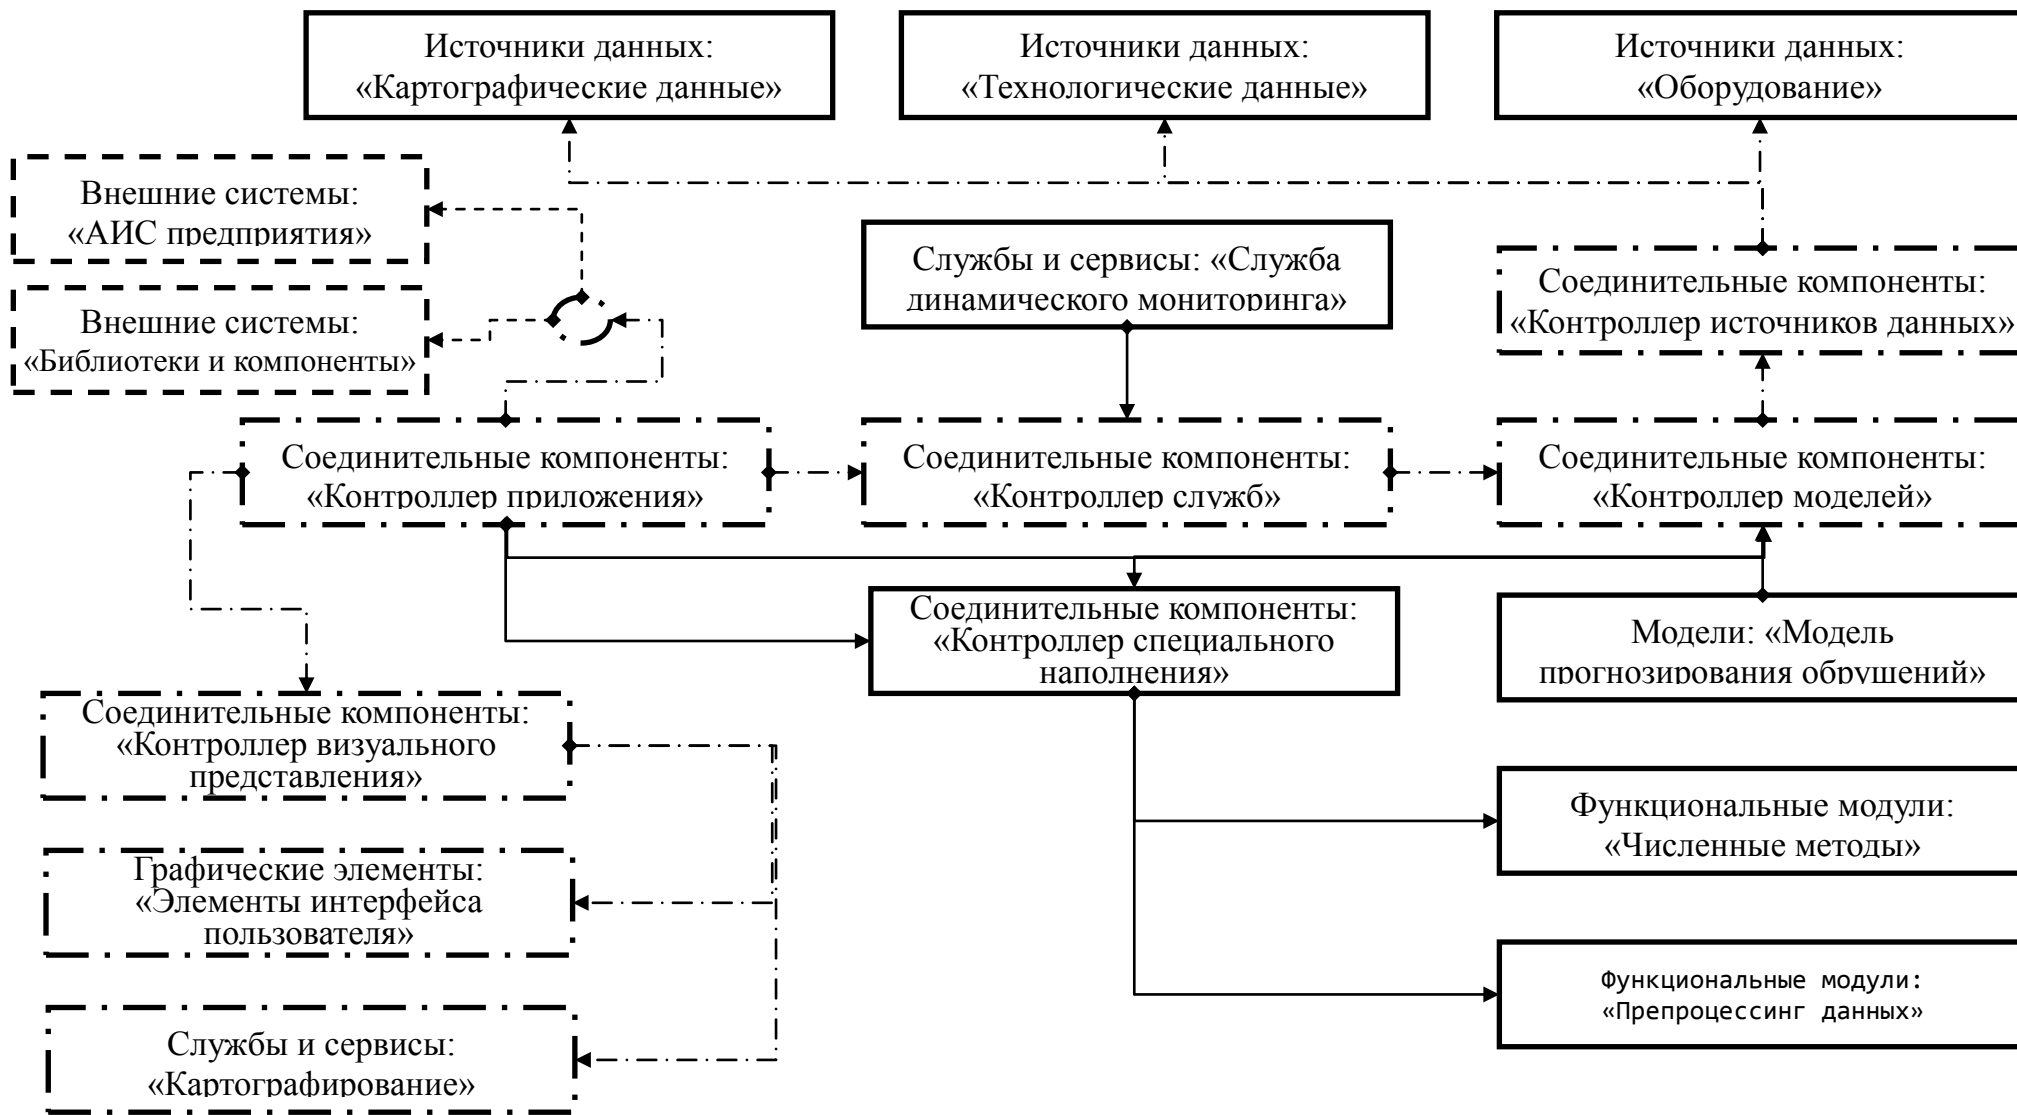 Источники данных:
«Картографические данные»
Источники данных:
«Технологические данные»
Источники данных:
«Оборудование»
Внешние системы:
«АИС предприятия»
Службы и сервисы: «Служба
динамического мониторинга»
Соединительные компоненты:
«Контроллер источников данных»
Внешние системы:
«Библиотеки и компоненты»
Соединительные компоненты:
«Контроллер приложения»
Соединительные компоненты:
«Контроллер служб»
Соединительные компоненты:
«Контроллер моделей»
Соединительные компоненты:
«Контроллер специального
наполнения»
Модели: «Модель
прогнозирования обрушений»
Соединительные компоненты:
«Контроллер визуального
представления»
Функциональные модули:
«Численные методы»
Графические элементы:
«Элементы интерфейса
пользователя»
Функциональные модули:
«Препроцессинг данных»
Службы и сервисы:
«Картографирование»